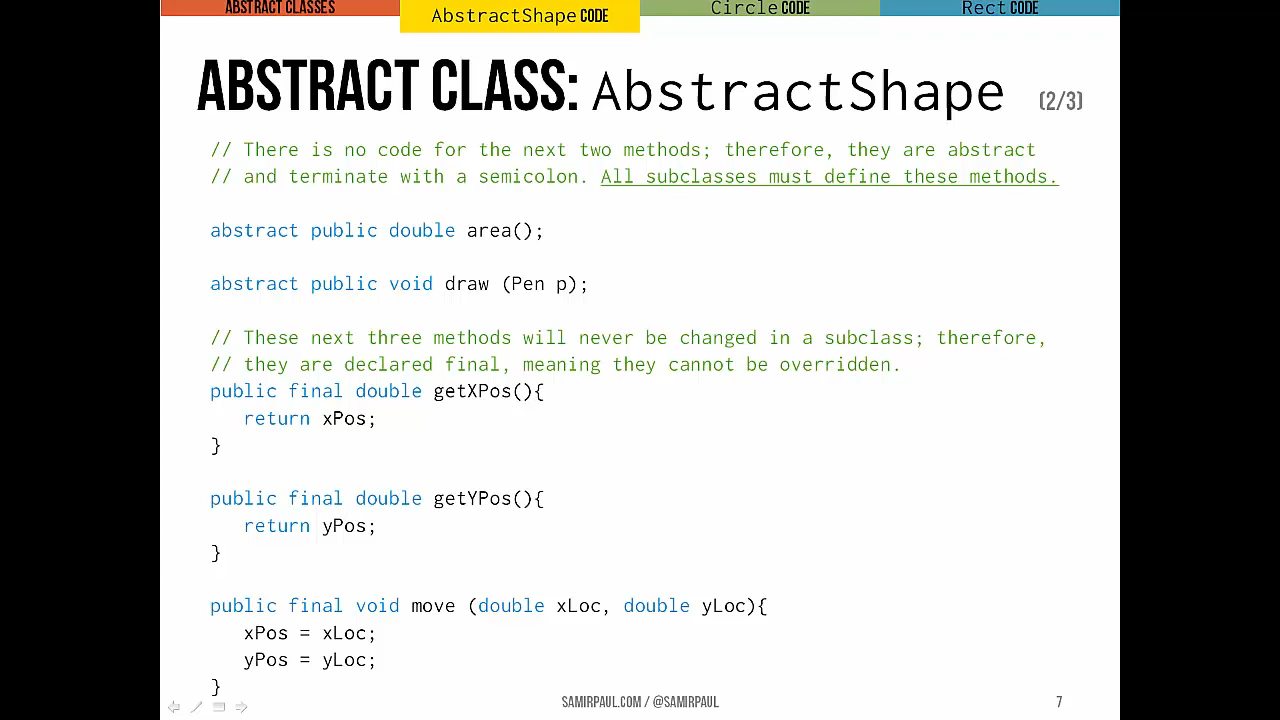 ABSTRACT CLASSES
AbstractShape CODE
Circle CODE
Rect CODE
ABSTRACT CLASS: AbstractShape (2/3)
// There is no code for the next two methods; therefore, they are abstract
// and terminate with a semicolon. All subclasses must define these methods.
abstract public double area();
abstract public void draw (Pen p);
// These next three methods will never be changed in a subclass; therefore,
// they are declared final, meaning they cannot be overridden.
public final double getXPos(){
return xPos;
}
public final double getYPos(){
return yPos;
}
public final void move (double xLoc, double yLoc){
xPos = xLoc;
yPos = yLoc;
}
SAMIRPAUL.COM / @SAMIRPAUL
7